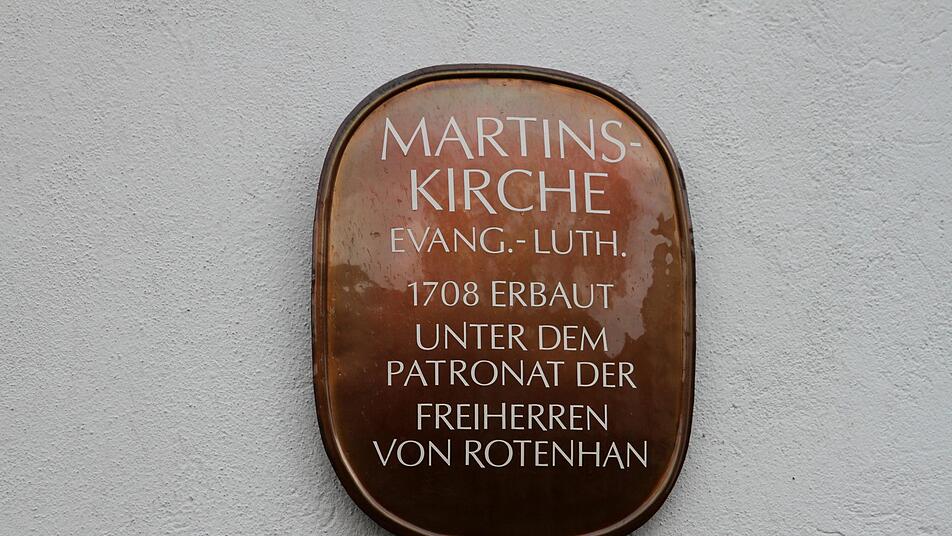 MARTINS-
KIRCHE
EVANG.-LUTH.
1708 ERBAUT
UNTER DEM
PATRONAT DER
FREIHERREN
VON ROTENHAN